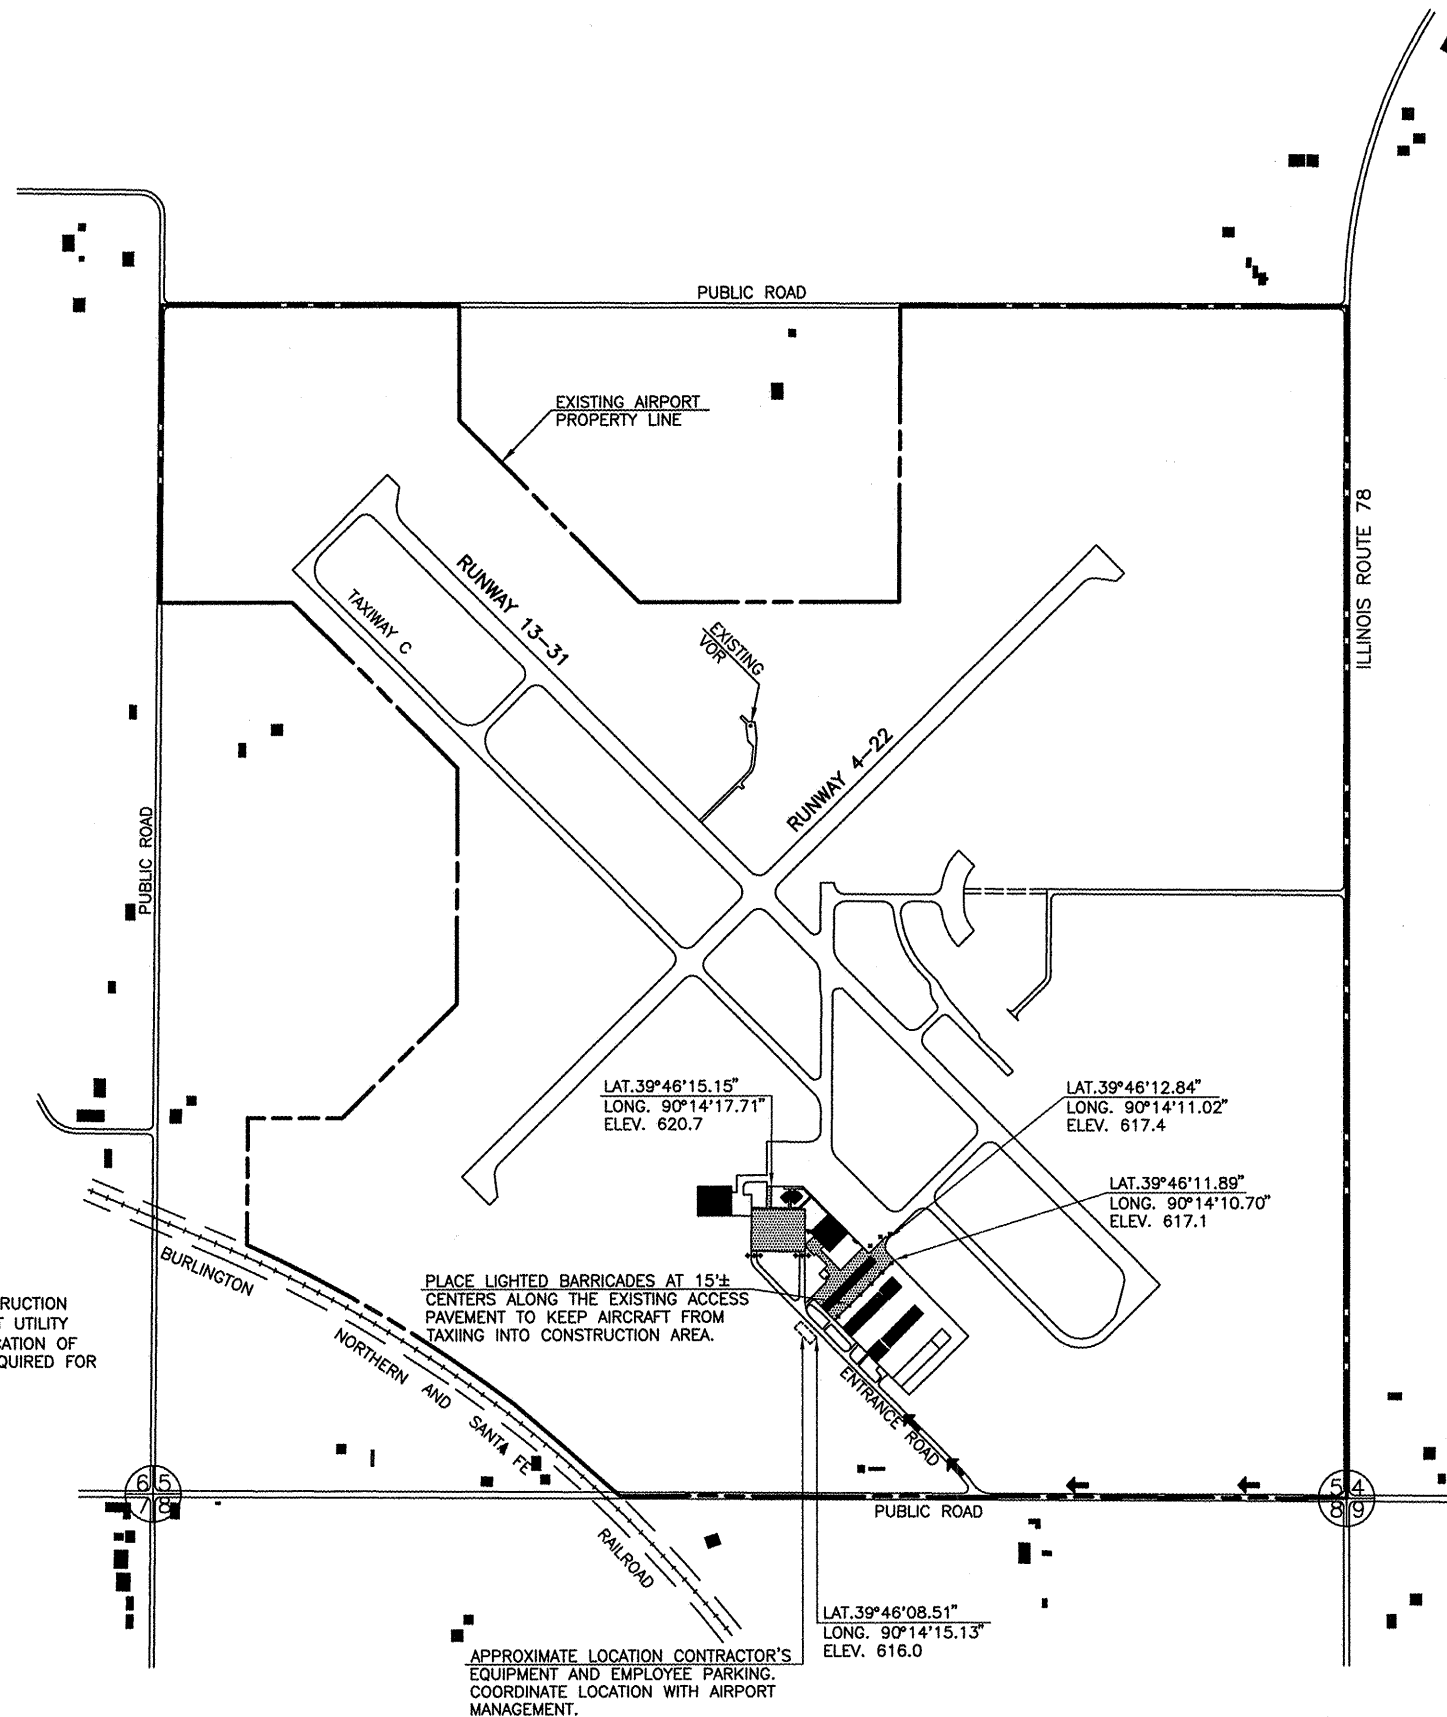 PUBLIC ROAD
EXISTING AIRPORT
PROPERTY LINE
ILLINOIS ROUTE 78
RUNWAY 13–31
TAXIWAY C
EXISTING
VOR
RUNWAY 4–22
PUBLIC ROAD
LAT.39°46'15.15"
LONG. 90°14'17.71"
ELEV. 620.7
LAT.39°46'12.84"
LONG. 90°14'11.02"
ELEV. 617.4
LAT.39°46'11.89"
LONG. 90°14'10.70"
ELEV. 617.1
BURLINGTON
NORTHERN AND SANTA FE
RAILROAD
PLACE LIGHTED BARRICADES AT 15'±
CENTERS ALONG THE EXISTING ACCESS
PAVEMENT TO KEEP AIRCRAFT FROM
TAXIING INTO CONSTRUCTION AREA.
RUCTION
T UTILITY
CATION OF
QUIRED FOR
ENTRANCE ROAD
6 5
7 8
5 4
8 9
PUBLIC ROAD
LAT.39°46'08.51"
LONG. 90°14'15.13"
ELEV. 616.0
APPROXIMATE LOCATION CONTRACTOR'S
EQUIPMENT AND EMPLOYEE PARKING.
COORDINATE LOCATION WITH AIRPORT
MANAGEMENT.